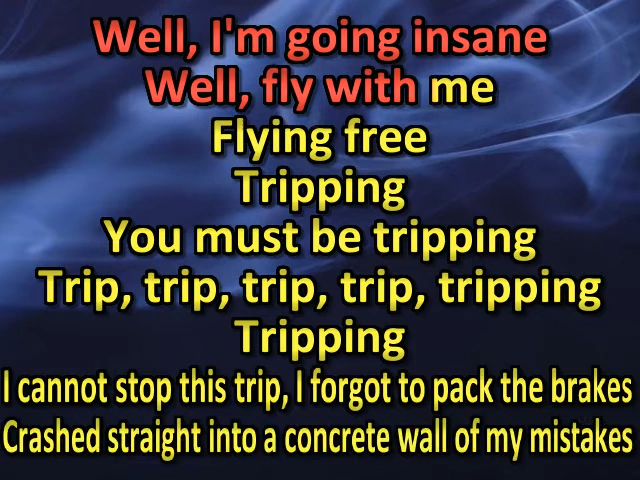 Well, I'm going insane
Well, fly with me
Flying free
Tripping
You must be tripping
Trip, trip, trip, trip, tripping
Tripping
I cannot stop this trip, I forgot to pack the brakes
Crashed straight into a concrete wall of my mistakes